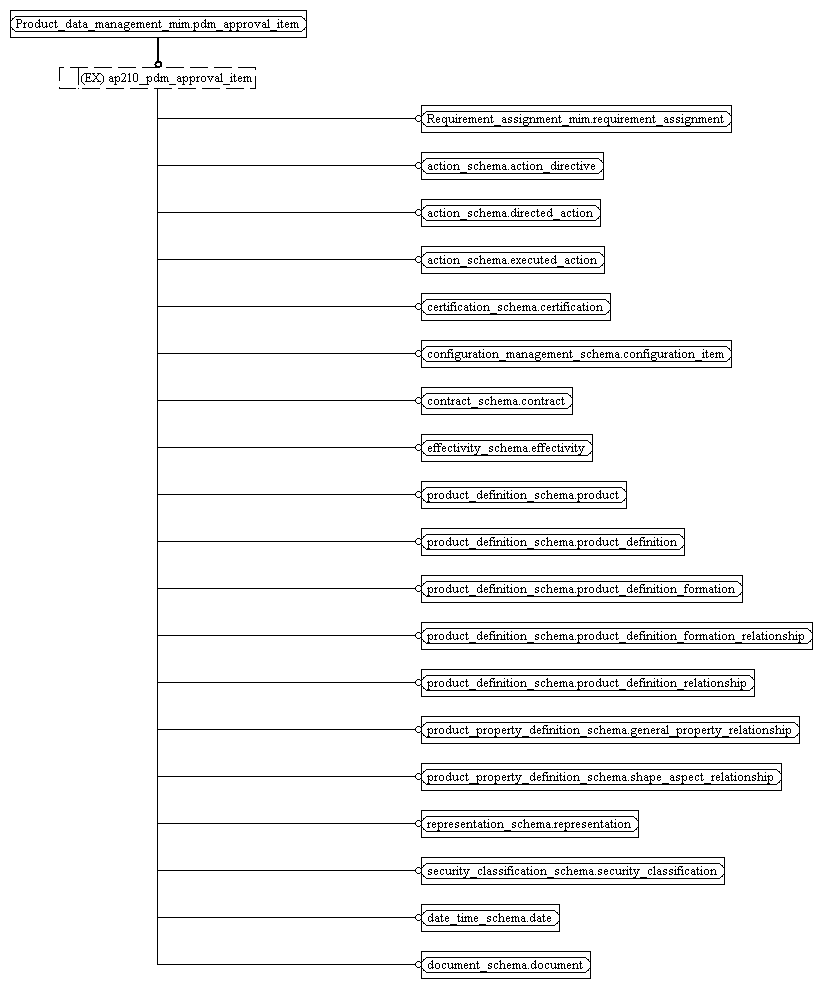 Product_data_management_mim.pdm_approval_item
(EX) ap210_pdm_approval_item
Requirement_assignment_mim.requirement_assignment
action_schema.action_directive
action_schema.directed_action
action_schema.executed_action
certification_schema.certification
configuration_management_schema.configuration_item
contract_schema.contract
effectivity_schema.effectivity
product_definition_schema.product
product_definition_schema.product_definition
product_definition_schema.product_definition_formation
product_definition_schema.product_definition_formation_relationship
product_definition_schema.product_definition_relationship
product_property_definition_schema.general_property_relationship
product_property_definition_schema.shape_aspect_relationship
representation_schema.representation
security_classification_schema.security_classification
date_time_schema.date
document_schema.document